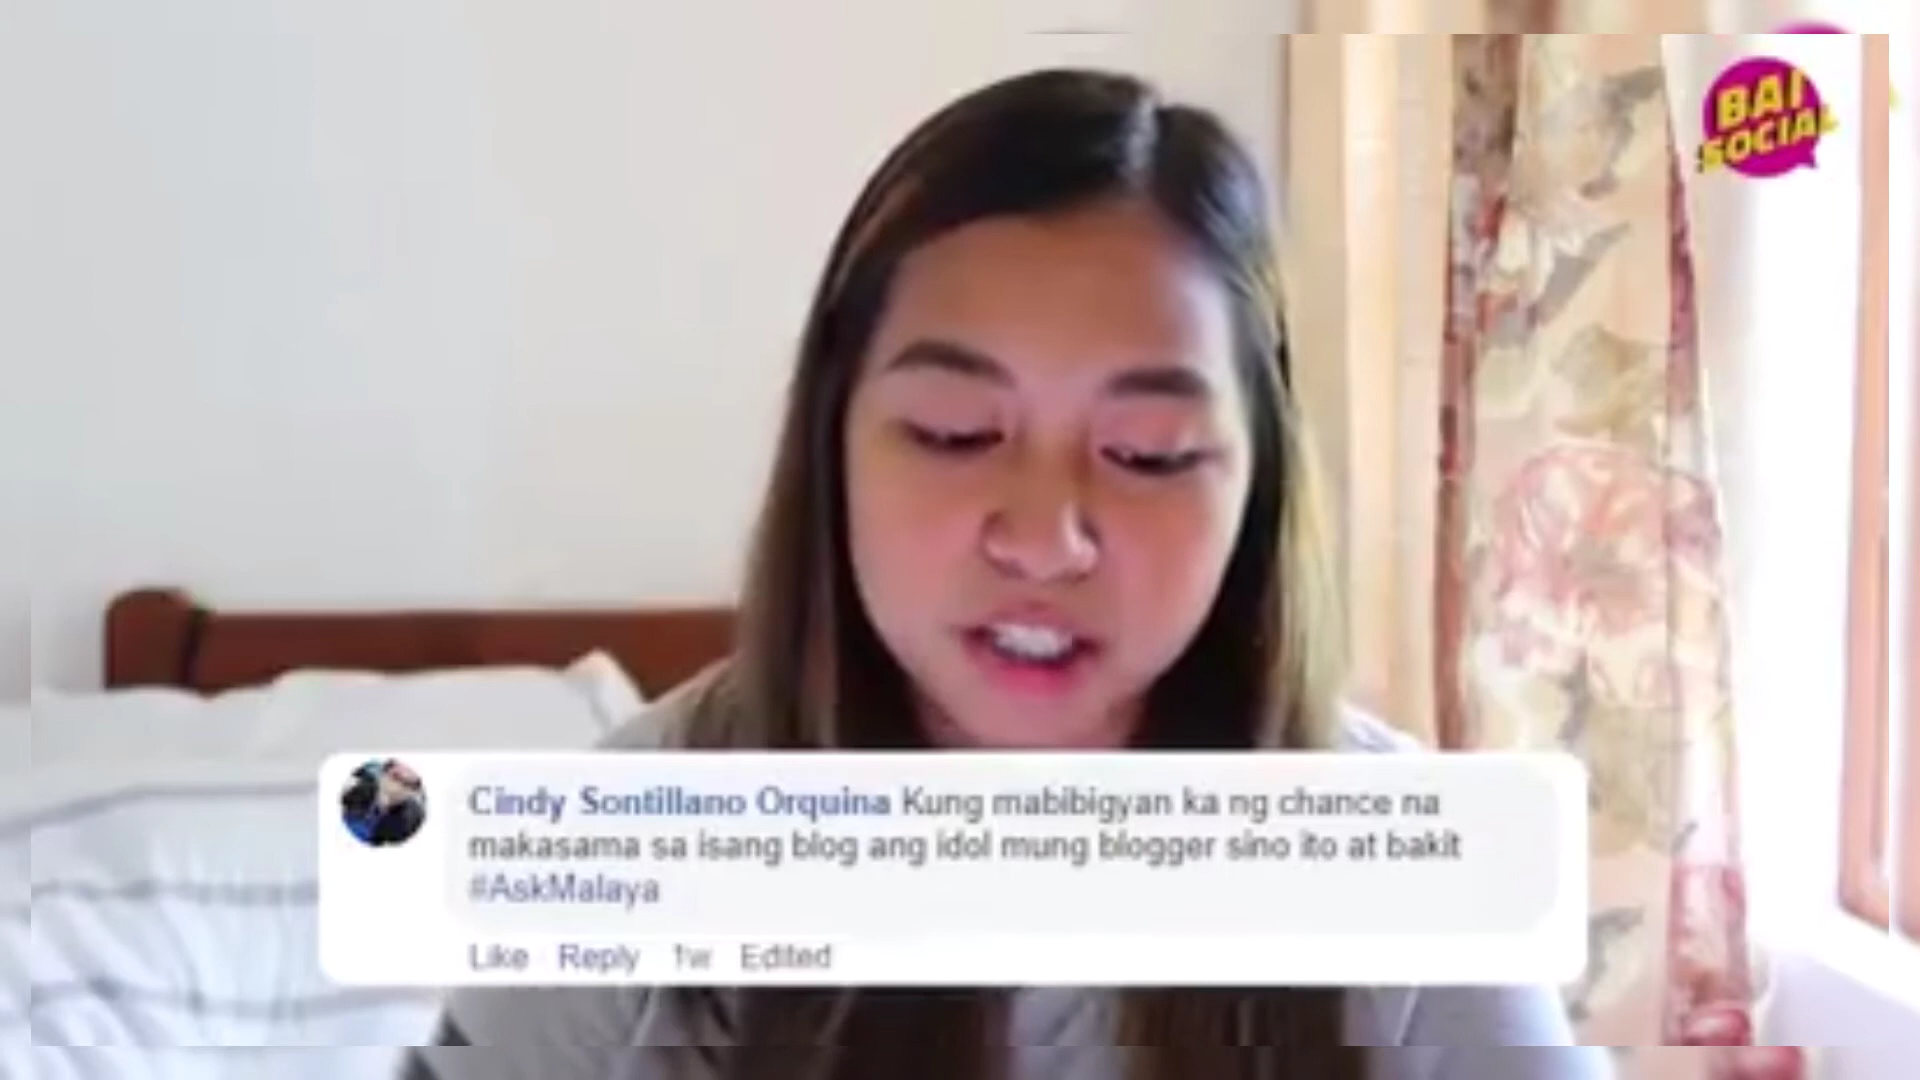 BAI
SOCIAL
Cindy Sontillano Orquina Kung mabibigyan ka ng chance na
makasama sa isang blog ang idol mung blogger sino ito at bakit
#AskMalaya
Like Reply 1w Edited